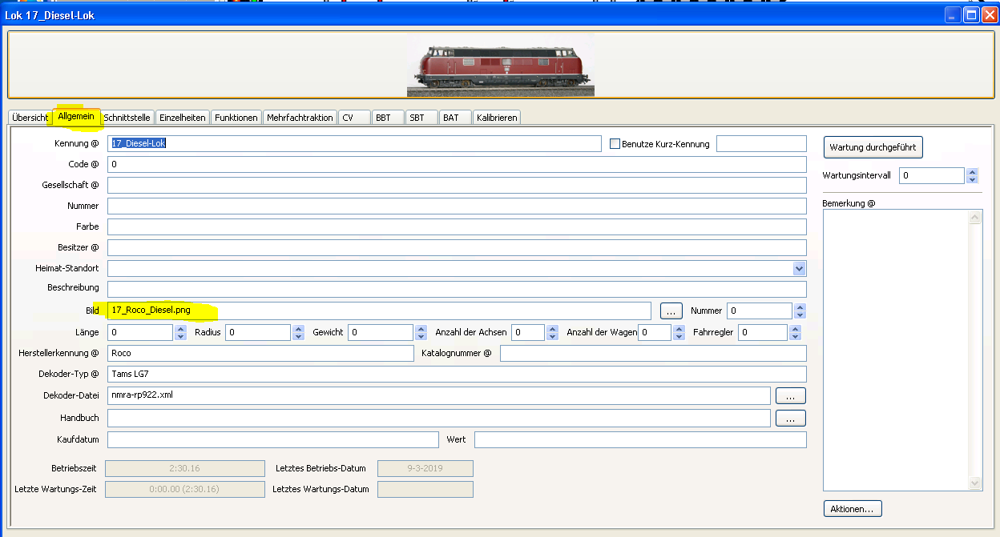 Lok 17_Diesel-Lok
Übersicht Allgemein Schnittstelle Einzelheiten Funktionen Mehrfachtraktion CV BBT SBT BAT Kalibrieren
Kennung @ 17_Diesel-Lok Benutze Kurz-Kennung Wartung durchgeführt
Code @ 0
Wartungsintervall 0
Gesellschaft @
Nummer Bemerkung @
Farbe
Besitzer @
Heimat-Standort
Beschreibung
Bild 17_Roco_Diesel.png ... Nummer 0
Länge 0 Radius 0 Gewicht 0 Anzahl der Achsen 0 Anzahl der Wagen 0 Fahrregler 0
Herstellerkennung @ Roco Katalognummer @
Dekoder-Typ @ Tams LG7
Dekoder-Datei nmra-rp922.xml ...
Handbuch ...
Kaufdatum Wert
Betriebszeit 2:30.16 Letztes Betriebs-Datum 9-3-2019
Letzte Wartungs-Zeit 0:00.00 (2:30.16) Letztes Wartungs-Datum
Aktionen...